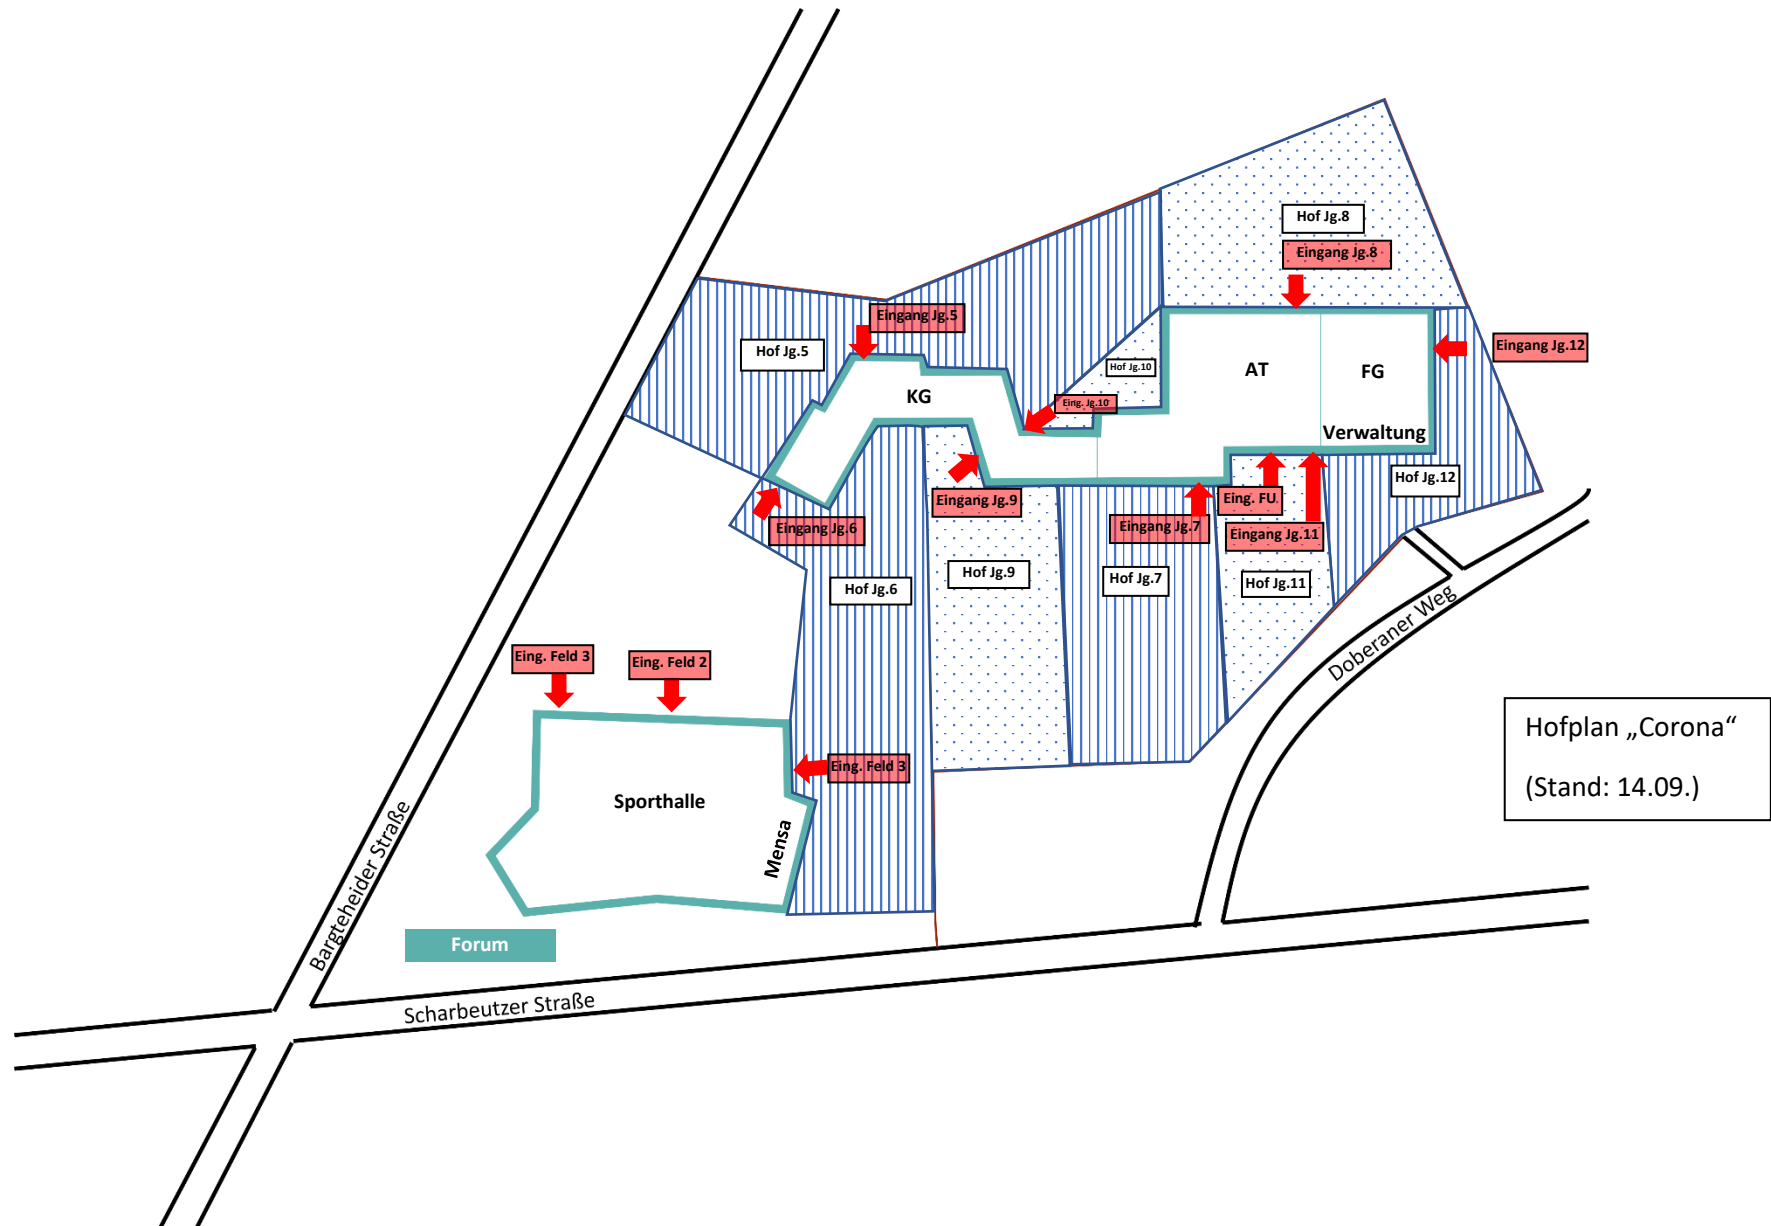 Hof Jg.8
Eingang Jg.8
Eingang Jg.5
Hof Jg.5
Eingang Jg.12
Hof Jg.10
AT
FG
KG
Eing. Jg.10
Verwaltung
Hof Jg.12
Eingang Jg.9
Eing. FU.
Eingang Jg.6
Eingang Jg.7
Eingang Jg.11
Hof Jg.6
Hof Jg.9
Hof Jg.7
Hof Jg.11
Doberaner Weg
Eing. Feld 3
Eing. Feld 2
Hofplan „Corona“
(Stand: 14.09.)
Eing. Feld 3
Sporthalle
Mensa
Bargteheider Straße
Forum
Scharbeutzer Straße